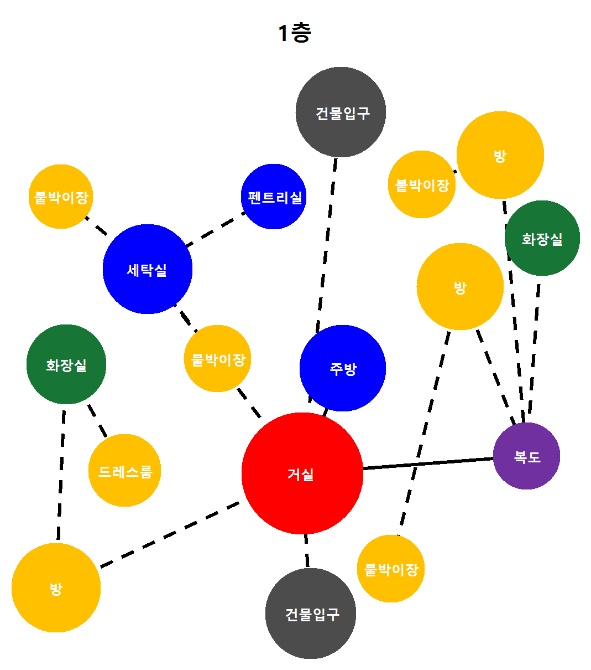 1층
건물입구
방
붙박이장
붙박이장
펜트리실
화장실
세탁실
방
붙박이장
주방
화장실
드레스룸
거실
복도
붙박이장
방
건물입구